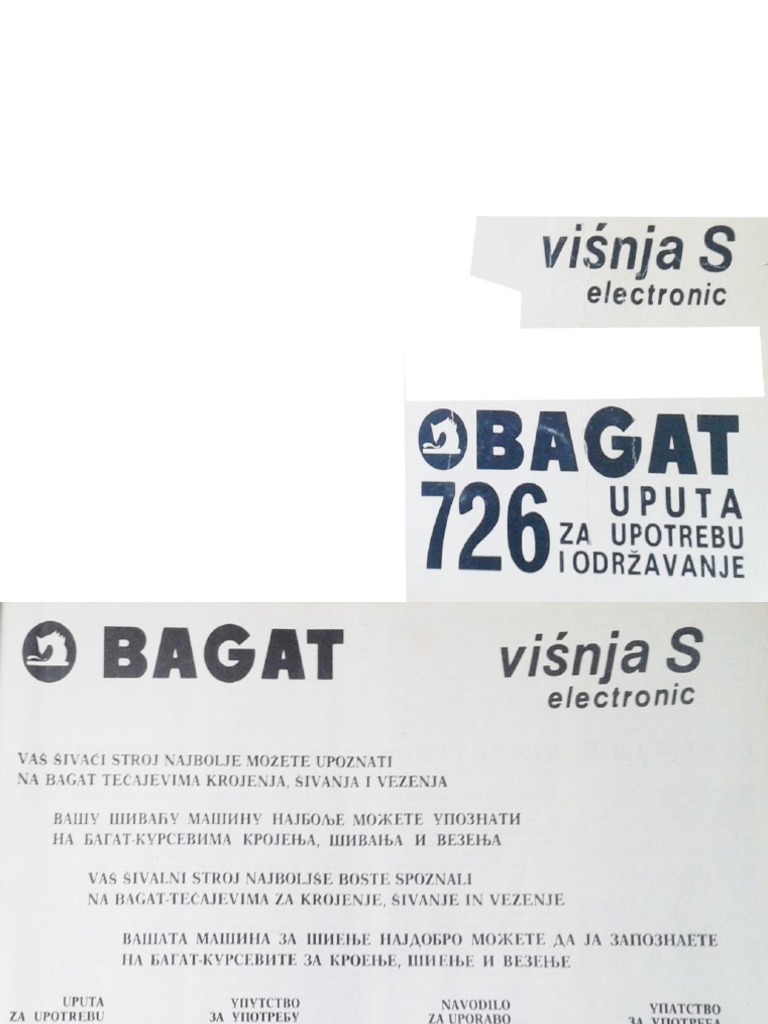 višnja S
electronic
BAGAT
726 UPUTA
ZA UPOTREBU
I ODRŽAVANJE
BAGAT
višnja S
electronic
VAŠ ŠIVAĆI STROJ NAJBOLJE MOŽETE UPOZNATI
NA BAGAT TEČAJEVIMA KROJENJA, ŠIVANJA I VEZENJA
ВАШУ ШИВАЋУ МАШИНУ НАЈБОЉЕ МОЖЕТЕ УПОЗНАТИ
НА БАГАТ-КУРСЕВИМА КРОЈЕЊА, ШИВАЊА И ВЕЗЕЊА
VAŠ ŠIVALNI STROJ NAJBOLJŠE BOSTE SPOZNALI
NA BAGAT-TEČAJEVIMA ZA KROJENJE, ŠIVANJE IN VEZENJE
ВАШАТА МАШИНА ЗА ШИЕЊЕ НАЈДОБРО МОЖЕТЕ ДА ЈА ЗАПОЗНАЕТЕ
НА БАГАТ-КУРСЕВИТЕ ЗА КРОЕЊЕ, ШИЕЊЕ И ВЕЗЕЊЕ
UPUTA
ZA UPOTREBU
УПУТСТВО
ЗА УПОТРЕБУ
NAVODILO
ZA UPORABO
УПАТСТВО
ЗА УПОТРЕБА